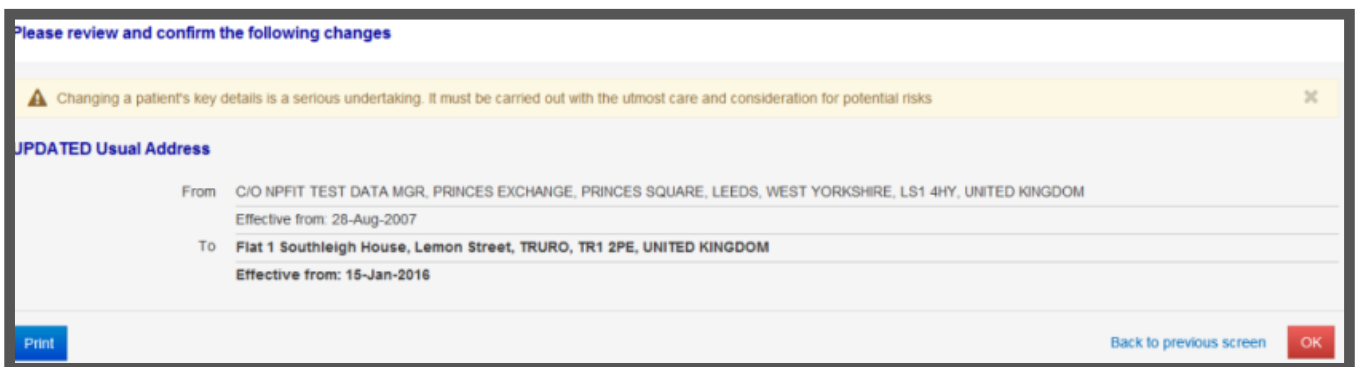 Please review and confirm the following changes
Changing a patient's key details is a serious undertaking. It must be carried out with the utmost care and consideration for potential risks
UPDATED Usual Address
From C/O NPFIT TEST DATA MGR, PRINCES EXCHANGE, PRINCES SQUARE, LEEDS, WEST YORKSHIRE, LS1 4HY, UNITED KINGDOM
Effective from: 28-Aug-2007
To Flat 1 Southleigh House, Lemon Street, TRURO, TR1 2PE, UNITED KINGDOM
Effective from: 15-Jan-2016
Print Back to previous screen OK